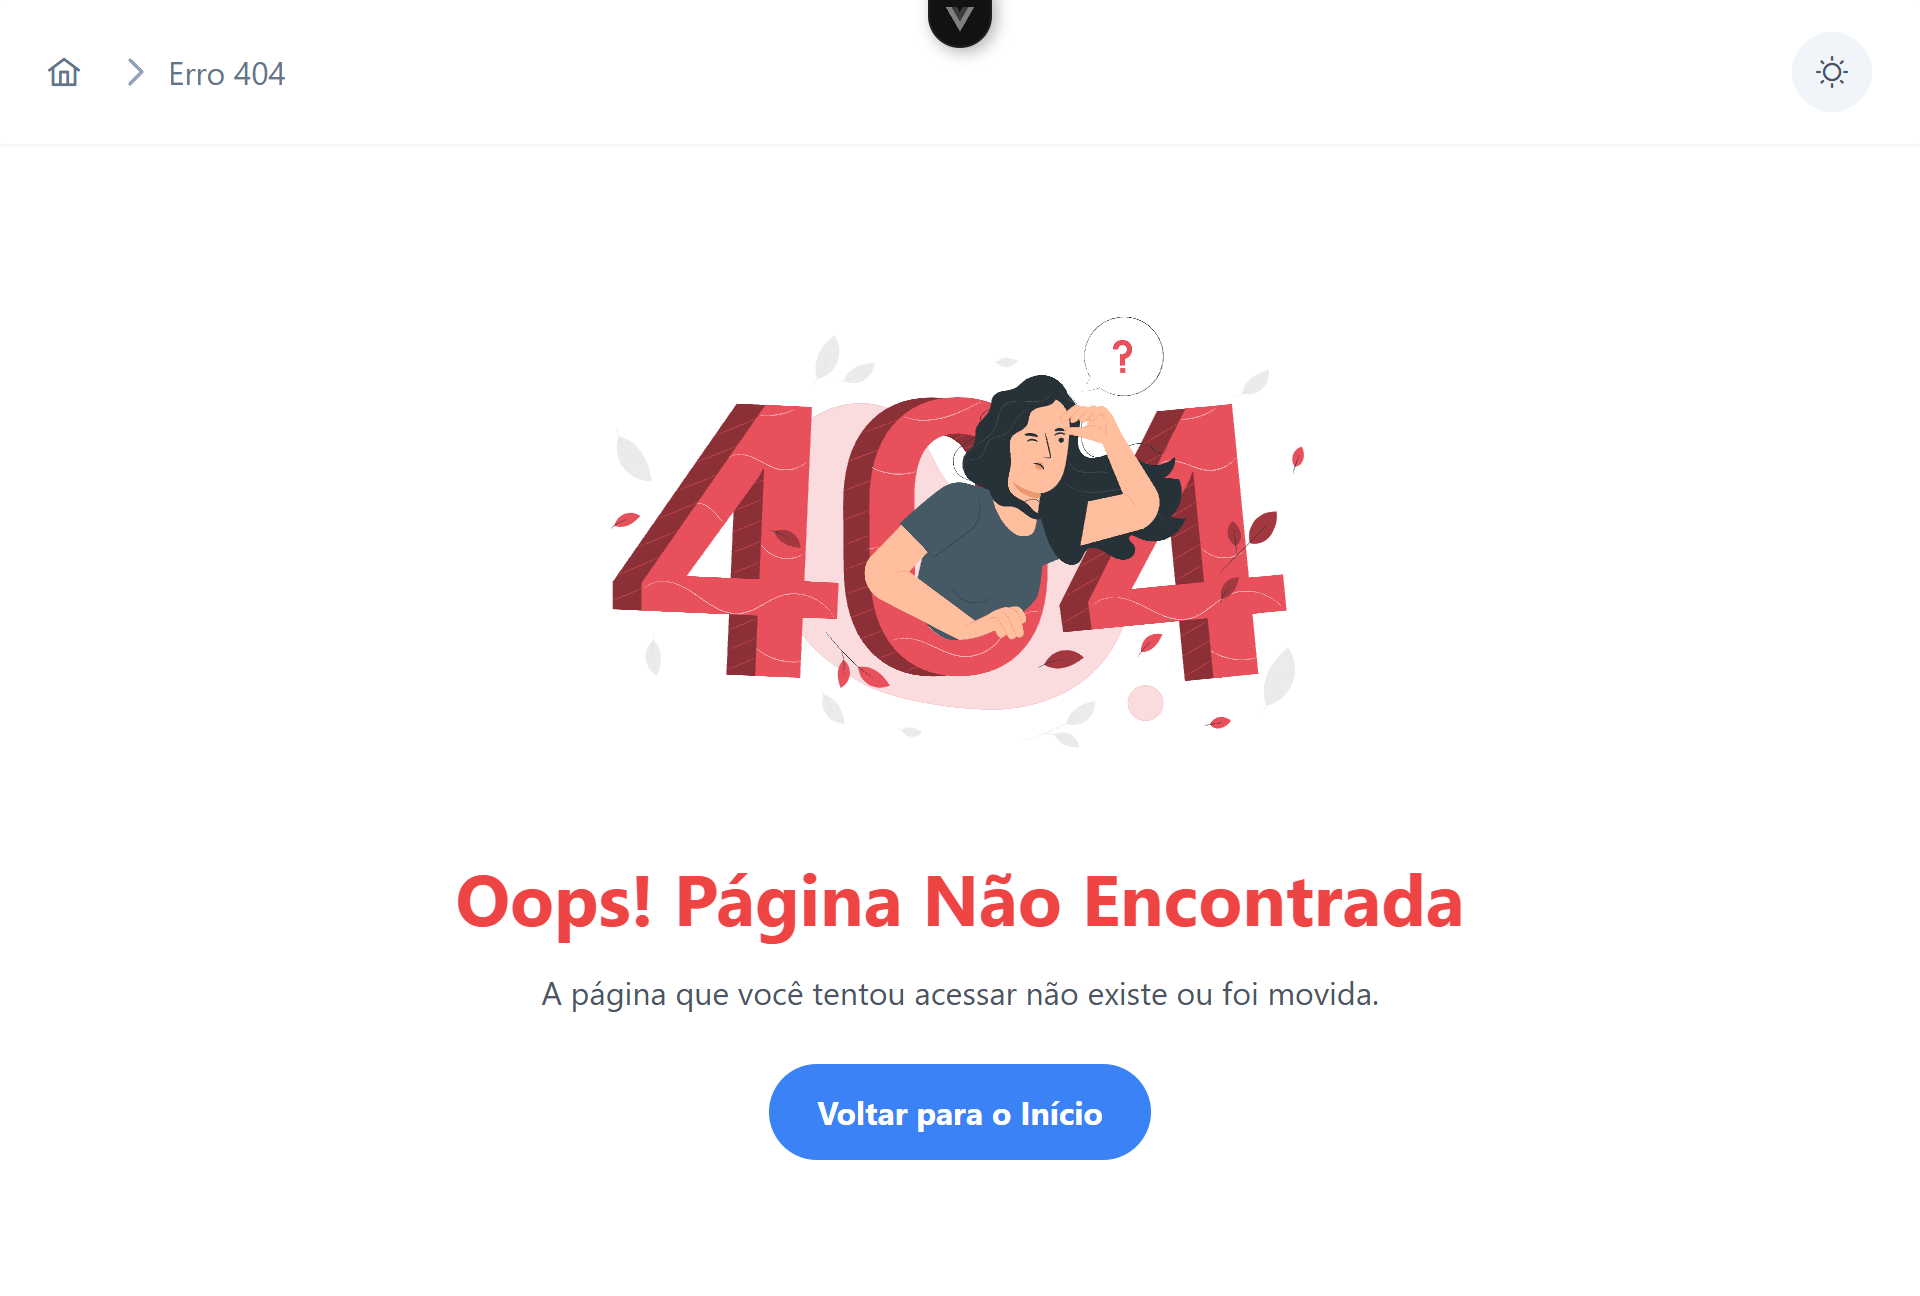 Erro 404
?
404
Oops! Página Não Encontrada
A página que você tentou acessar não existe ou foi movida.
Voltar para o Início